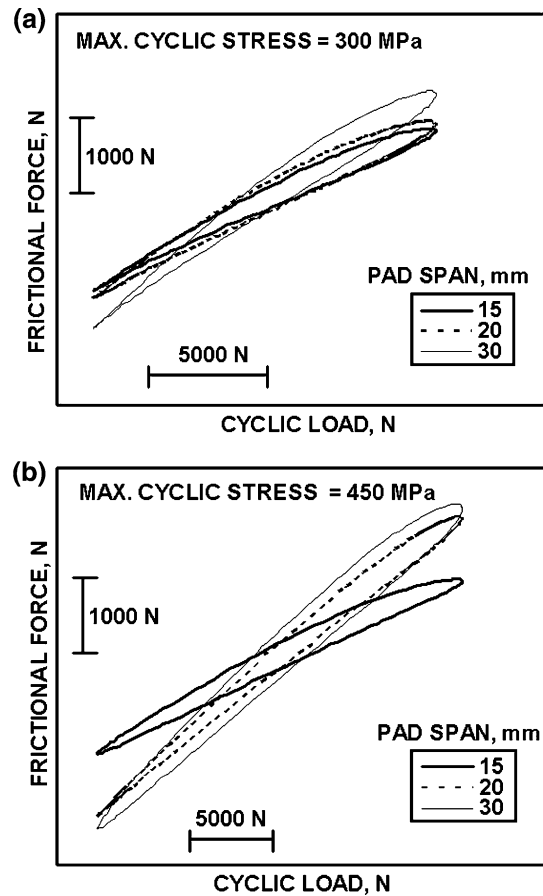 (a)
MAX. CYCLIC STRESS = 300 MPa
1000 N
FRICTIONAL FORCE, N
PAD SPAN, mm
15
20
30
5000 N
CYCLIC LOAD, N
(b)
MAX. CYCLIC STRESS = 450 MPa
1000 N
FRICTIONAL FORCE, N
PAD SPAN, mm
15
20
30
5000 N
CYCLIC LOAD, N